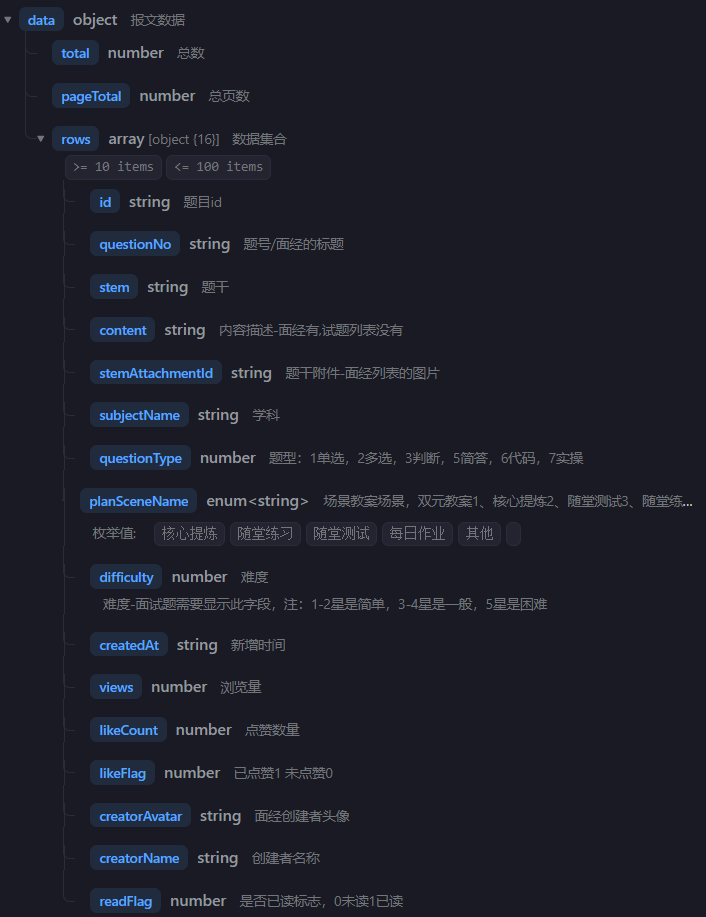 data object 报文数据
total number 总数
pageTotal number 总页数
rows array [object {16}] 数据集合
>= 10 items <= 100 items
id string 题目id
questionNo string 题号/面经的标题
stem string 题干
content string 内容描述-面经有,试题列表没有
stemAttachmentId string 题干附件-面经列表的图片
subjectName string 学科
questionType number 题型：1单选，2多选，3判断，5简答，6代码，7实操
planSceneName enum<string> 场景教案场景，双元教案1、核心提炼2、随堂测试3、随堂练...
枚举值: 核心提炼 随堂练习 随堂测试 每日作业 其他
difficulty number 难度
难度-面试题需要显示此字段，注：1-2星是简单，3-4星是一般，5星是困难
createdAt string 新增时间
views number 浏览量
likeCount number 点赞数量
likeFlag number 已点赞1 未点赞0
creatorAvatar string 面经创建者头像
creatorName string 创建者名称
readFlag number 是否已读标志，0未读1已读